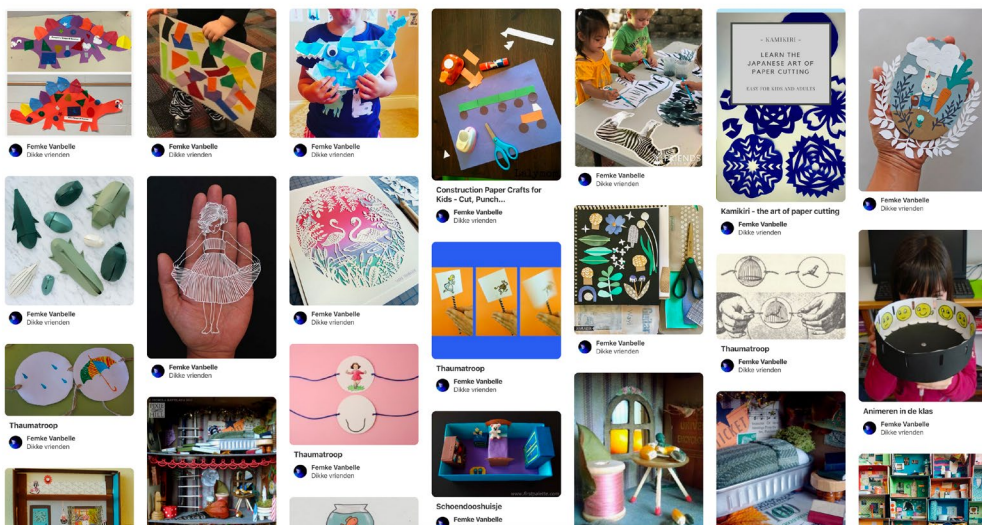 Femke Vanbelle
Dikke vrienden
Femke Vanbelle
Dikke vrienden
Femke Vanbelle
Dikke vrienden
Construction Paper Crafts for
Kids - Cut, Punch...
Femke Vanbelle
Dikke vrienden
FRIENDS
Femke Vanbelle
Dikke vrienden
~ KAMIKIRI ~
LEARN THE
JAPANESE ART OF
PAPER CUTTING
EASY FOR KIDS AND ADULTS
Kamikiri - the art of paper cutting
Femke Vanbelle
Dikke vrienden
Femke Vanbelle
Dikke vrienden
Femke Vanbelle
Dikke vrienden
Femke Vanbelle
Dikke vrienden
Femke Vanbelle
Dikke vrienden
Thaumatroop
Femke Vanbelle
Dikke vrienden
Femke Vanbelle
Dikke vrienden
Thaumatroop
Femke Vanbelle
Dikke vrienden
Animeren in de klas
Femke Vanbelle
Dikke vrienden
Thaumatroop
Femke Vanbelle
Dikke vrienden
Thaumatroop
Femke Vanbelle
Dikke vrienden
Schoendooshuisje
Femke Vanbelle